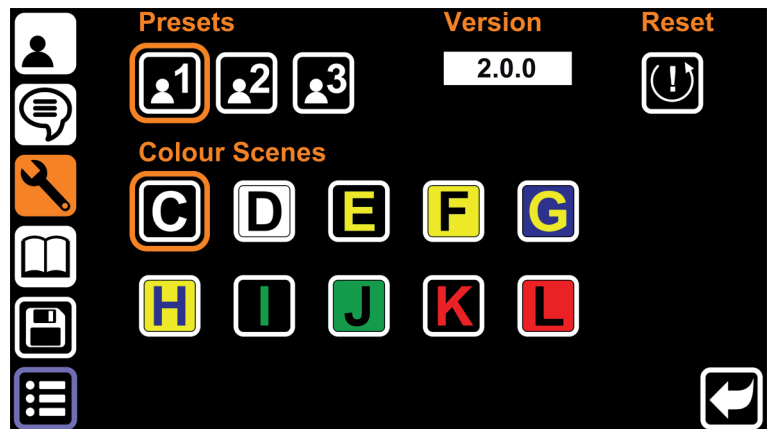 Presets Version Reset
1 2 3 2.0.0 !
Colour Scenes
C D E F G
H I J K L